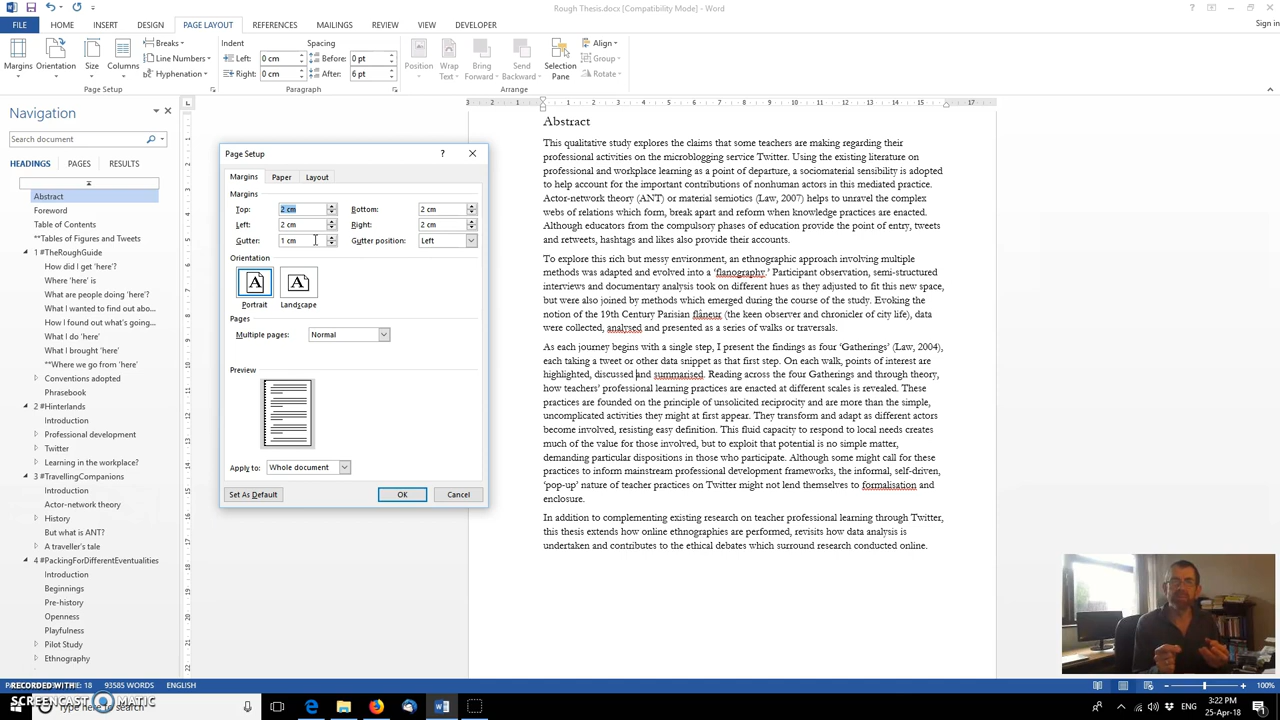 Rough Thesis.docx [Compatibility Mode] - Word
FILE HOME INSERT DESIGN PAGE LAYOUT REFERENCES MAILINGS REVIEW VIEW DEVELOPER Sign in
Margins Orientation Size Columns
Breaks
Line Numbers
Hyphenation
Page Setup
Indent Spacing
Left: 0 cm Before: 0 pt
Right: 0 cm After: 6 pt
Paragraph
Position Wrap Text Bring Forward Send Backward Selection Pane
Align
Group
Rotate
Arrange
Navigation
Search document
HEADINGS PAGES RESULTS
Abstract
Foreword
Table of Contents
**Tables of Figures and Tweets
1 #TheRoughGuide
How did I get 'here'?
Where 'here' is
What are people doing 'here'?
What I wanted to find out abo...
How I found out what's going...
What I do 'here'
What I brought 'here'
**Where we go from 'here'
Conventions adopted
Phrasebook
2 #Hinterlands
Introduction
Professional development
Twitter
Learning in the workplace?
3 #TravellingCompanions
Introduction
Actor-network theory
History
But what is ANT?
A traveller's tale
4 #PackingForDifferentEventualities
Introduction
Beginnings
Pre-history
Openness
Playfulness
Pilot Study
Ethnography
Page Setup
Margins Paper Layout
Margins
Top: 2 cm Bottom: 2 cm
Left: 2 cm Right: 2 cm
Gutter: 1 cm Gutter position: Left
Orientation
Portrait Landscape
Pages
Multiple pages: Normal
Preview
Apply to: Whole document
Set As Default OK Cancel
3 2 1 1 2 3 4 5 6 7 8 9 10 11 12 13 14 15 17
Abstract
This qualitative study explores the claims that some teachers are making regarding their
professional activities on the microblogging service Twitter. Using the existing literature on
professional and workplace learning as a point of departure, a sociomaterial sensibility is adopted
to help account for the important contributions of nonhuman actors in this mediated practice.
Actor-network theory (ANT) or material semiotics (Law, 2007) helps to unravel the complex
webs of relations which form, break apart and reform when knowledge practices are enacted.
Although educators from across the phases of education provide the point of entry, tweets
and retweets, hashtags and likes also provide their accounts.
To explore this rich but messy environment, an ethnographic approach involving multiple
methods was adapted and evolved into a 'flanography.' Participant observation, semi-structured
interviews and documentary analysis took on different hues as they adjusted to fit this new space,
but were also joined by methods which emerged during the course of the study. Evoking the
notion of the 19th Century Parisian flâneur (the keen observer and chronicler of city life), data
were collected, analysed and presented as a series of walks or traversals.
As each journey begins with a single step, I present the findings as four 'Gatherings' (Law, 2004),
each taking a tweet or other data snippet as that first step. On each walk, points of interest are
highlighted, discussed and summarised. Reading across the four Gatherings and through theory,
how teachers' professional learning practices are enacted at different scales is revealed. These
practices are founded on the principle of unsolicited reciprocity and are more than the simple,
uncomplicated activities they might at first appear. They transform and adapt as different actors
become involved, resisting easy definition. This fluid capacity to respond to local needs creates
much of the value for those involved, but to exploit that potential is no simple matter,
demanding particular dispositions in those who participate. Although some might call for these
practices to inform mainstream professional development frameworks, the informal, self-driven,
'pop-up' nature of teacher practices on Twitter might not lend themselves to formalisation and
enclosure.
In addition to complementing existing research on teacher professional learning through Twitter,
this thesis extends how online ethnographies are performed, revisits how data analysis is
undertaken and contributes to the ethical debates which surround research conducted online.
RECORDED WITH: 18 93585 WORDS ENGLISH 100%
SCREENCAST MATIC
3:22 PM
25-Apr-18